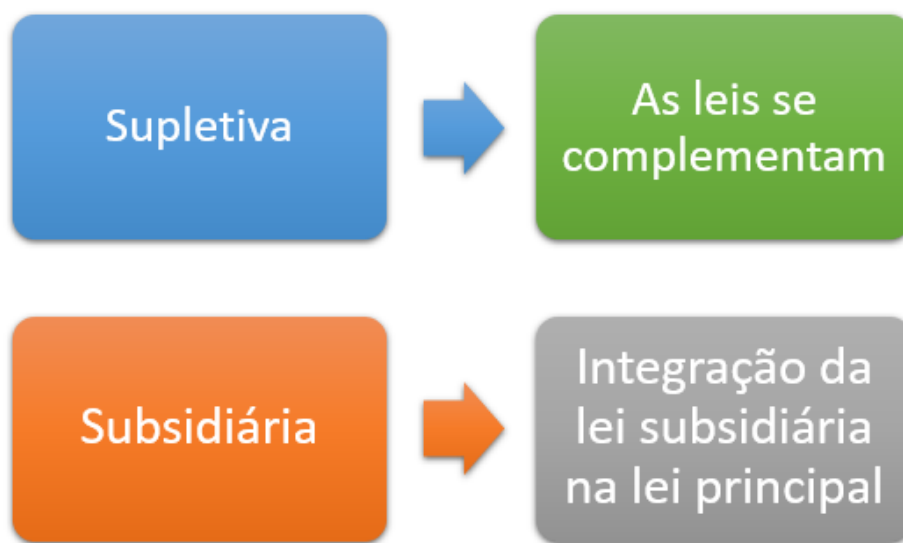 Supletiva
As leis se
complementam
Subsidiária
Integração da
lei subsidiária
na lei principal